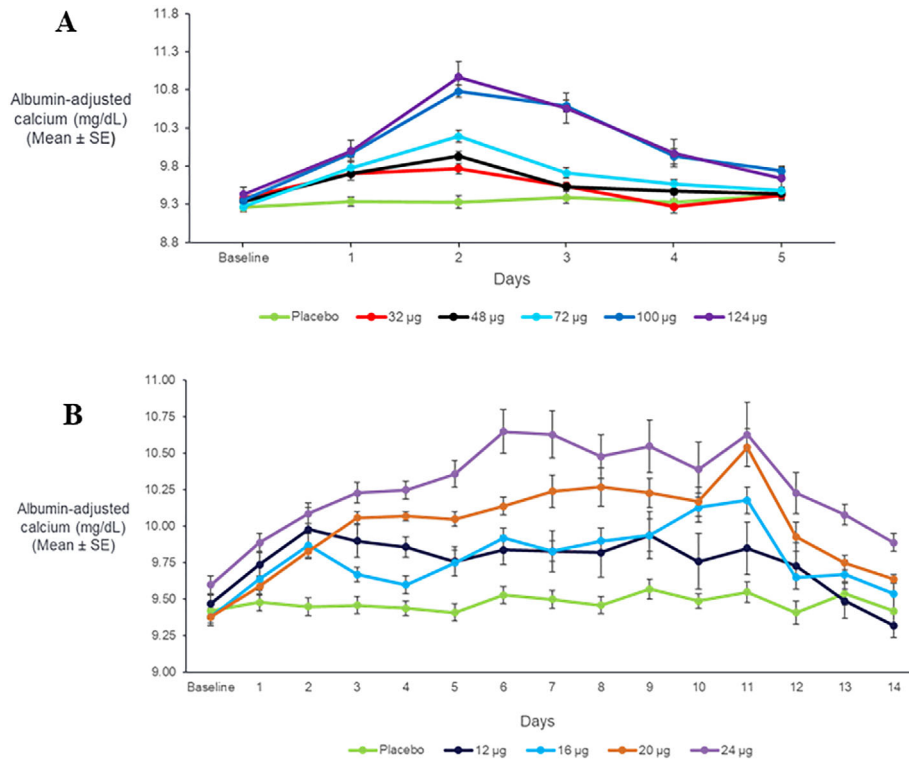 A
11.8
11.3
10.8
10.3
9.8
9.3
8.8
Albumin-adjusted
calcium (mg/dL)
(Mean ± SE)
Baseline 1 2 3 4 5
Days
Placebo 32 µg 48 µg 72 µg 100 µg 124 µg
B
11.00
10.75
10.50
10.25
10.00
9.75
9.50
9.25
9.00
Albumin-adjusted
calcium (mg/dL)
(Mean ± SE)
Baseline 1 2 3 4 5 6 7 8 9 10 11 12 13 14
Days
Placebo 12 µg 16 µg 20 µg 24 µg